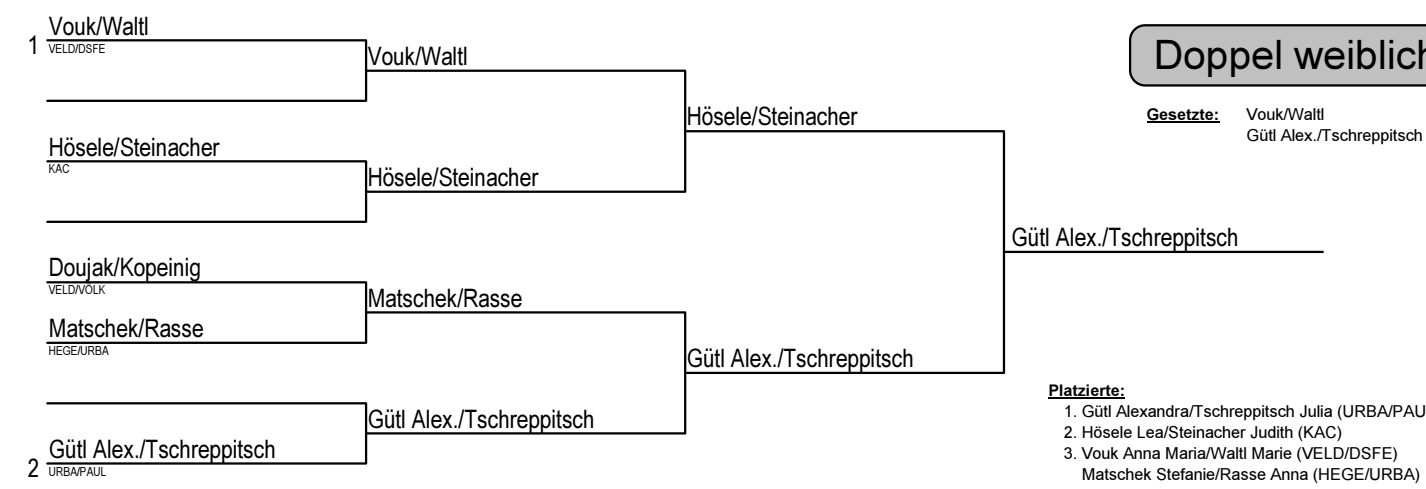 Vouk/Waltl
1 VELD/DSFE
Vouk/Waltl
Hösele/Steinacher
Hösele/Steinacher
KAC
Hösele/Steinacher
Doujak/Kopeinig
VELD/VÖLK
Matschek/Rasse
Matschek/Rasse
HEGE/URBA
Gütl Alex./Tschreppitsch
Gütl Alex./Tschreppitsch
Gütl Alex./Tschreppitsch
2 URBA/PAUL
Gütl Alex./Tschreppitsch
Doppel weiblich
Gesetzte: Vouk/Waltl
Gütl Alex./Tschreppitsch
Platzierte:
1. Gütl Alexandra/Tschreppitsch Julia (URBA/PAU
2. Hösele Lea/Steinacher Judith (KAC)
3. Vouk Anna Maria/Waltl Marie (VELD/DSFE)
Matschek Stefanie/Rasse Anna (HEGE/URBA)